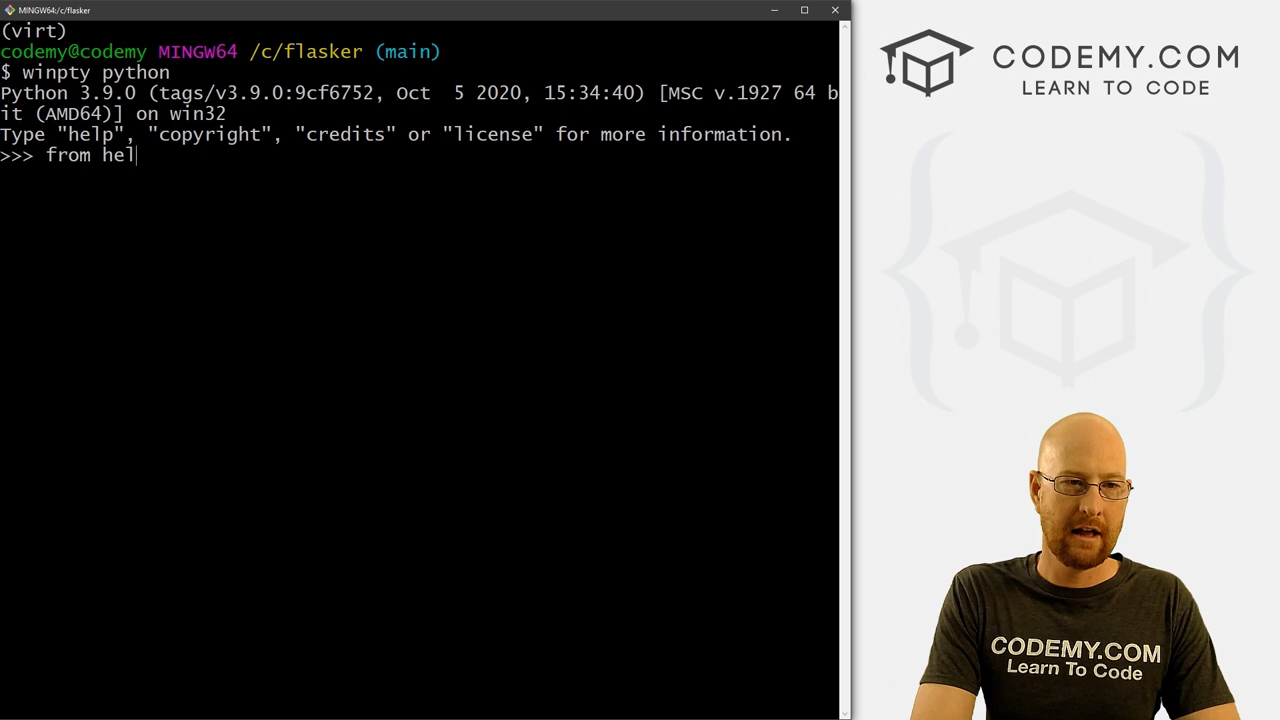 MINGW64:/c/flasker
(virt)
codemy@codemy MINGW64 /c/flasker (main)
$ winpty python
Python 3.9.0 (tags/v3.9.0:9cf6752, Oct  5 2020, 15:34:40) [MSC v.1927 64 b
it (AMD64)] on win32
Type "help", "copyright", "credits" or "license" for more information.
>>> from hel
CODEMY.COM
LEARN TO CODE
CODEMY.COM
Learn To Code